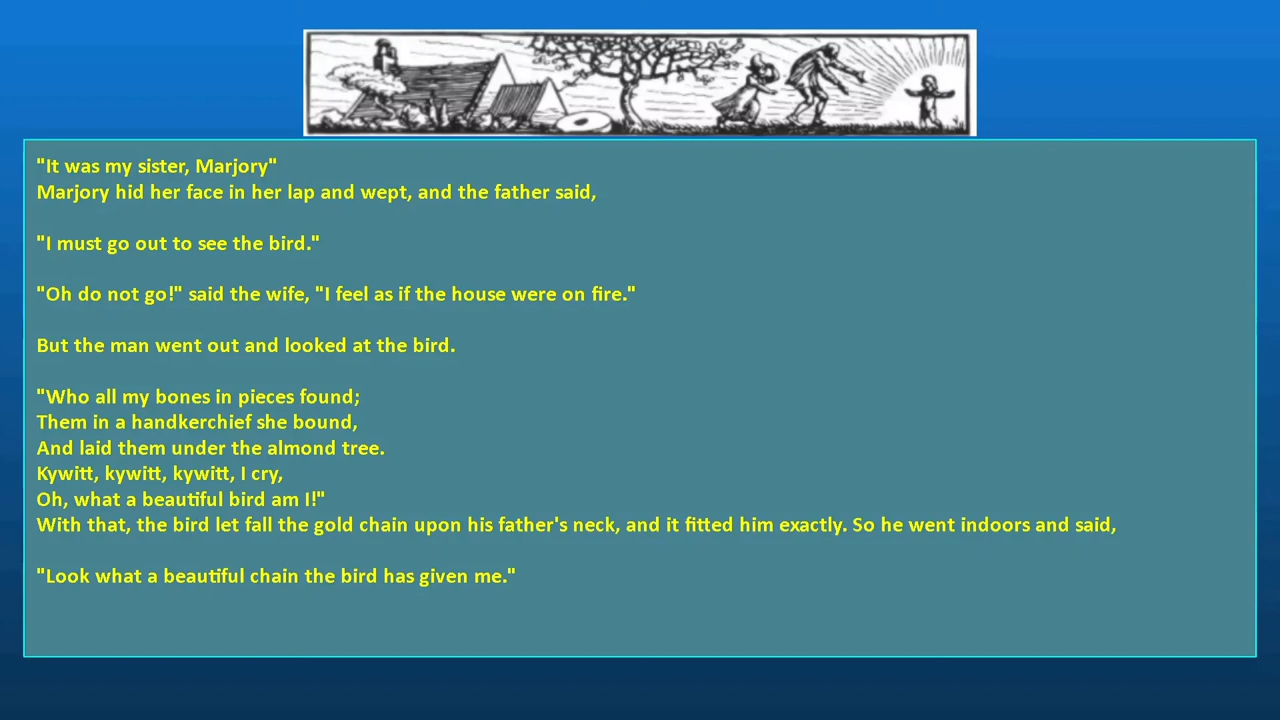 "It was my sister, Marjory"
Marjory hid her face in her lap and wept, and the father said,
"I must go out to see the bird."
"Oh do not go!" said the wife, "I feel as if the house were on fire."
But the man went out and looked at the bird.
"Who all my bones in pieces found;
Them in a handkerchief she bound,
And laid them under the almond tree.
Kywitt, kywitt, kywitt, I cry,
Oh, what a beautiful bird am I!"
With that, the bird let fall the gold chain upon his father's neck, and it fitted him exactly. So he went indoors and said,
"Look what a beautiful chain the bird has given me."